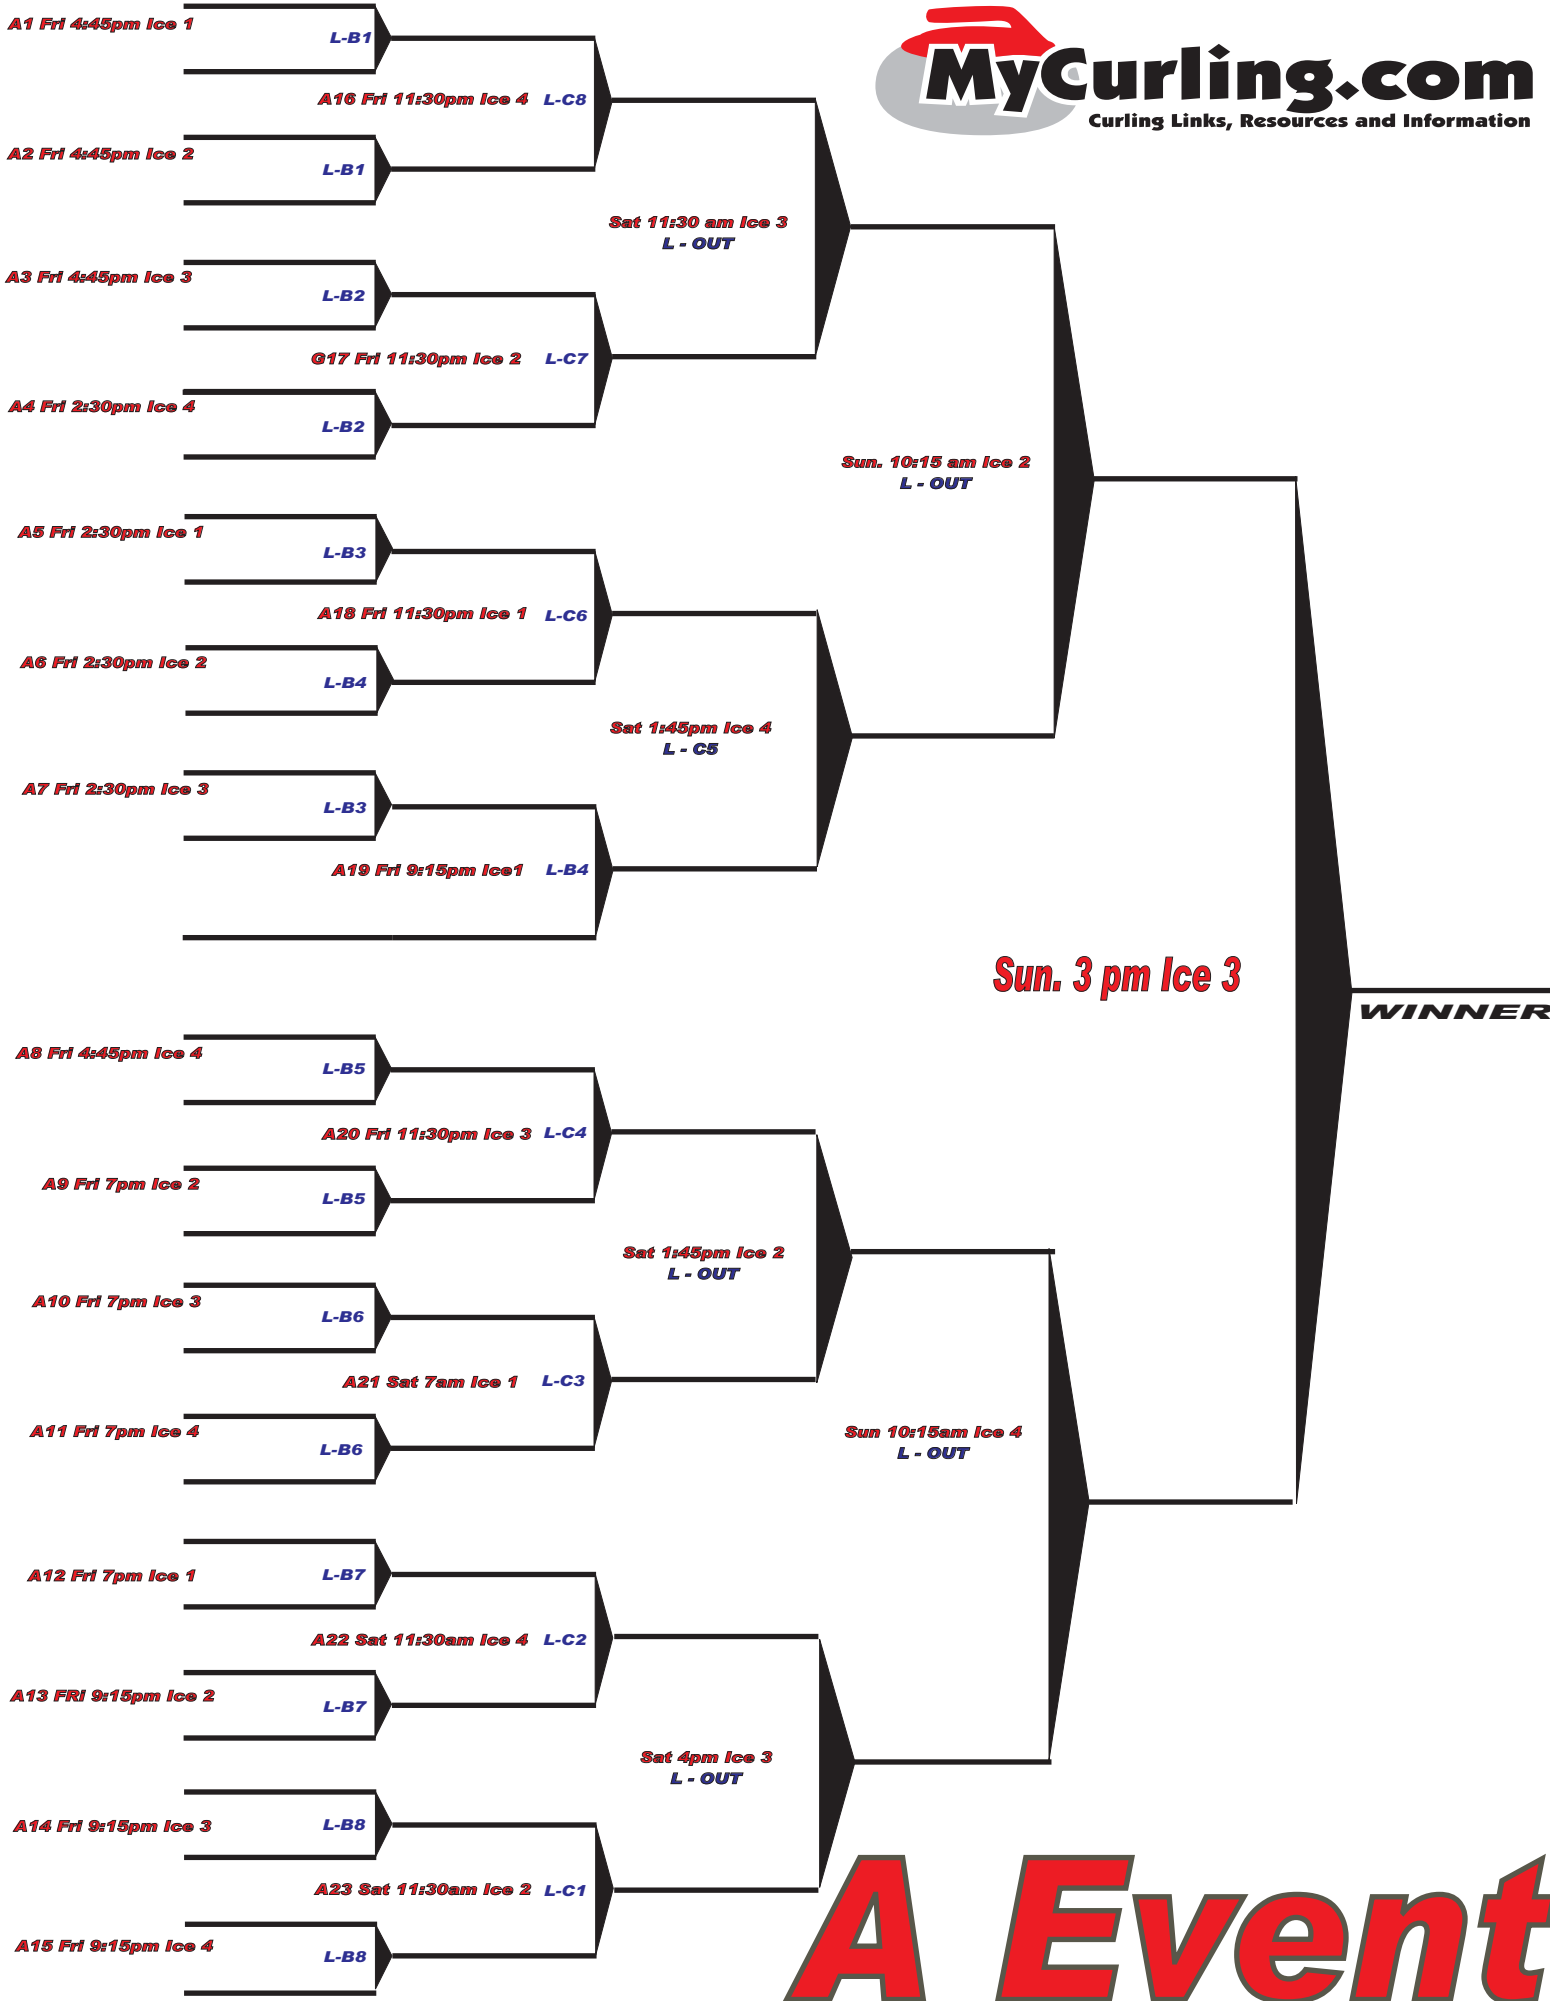 A1 Fri 4:45pm Ice 1
L-B1
MyCurling.com
Curling Links, Resources and Information
A16 Fri 11:30pm Ice 4 L-C8
A2 Fri 4:45pm Ice 2
L-B1
Sat 11:30 am Ice 3
L - OUT
A3 Fri 4:45pm Ice 3
L-B2
G17 Fri 11:30pm Ice 2 L-C7
A4 Fri 2:30pm Ice 4
L-B2
Sun. 10:15 am Ice 2
L - OUT
A5 Fri 2:30pm Ice 1
L-B3
A18 Fri 11:30pm Ice 1 L-C6
A6 Fri 2:30pm Ice 2
L-B4
Sat 1:45pm Ice 4
L - C5
A7 Fri 2:30pm Ice 3
L-B3
A19 Fri 9:15pm Ice1 L-B4
Sun. 3 pm Ice 3
WINNER
A8 Fri 4:45pm Ice 4
L-B5
A20 Fri 11:30pm Ice 3 L-C4
A9 Fri 7pm Ice 2
L-B5
Sat 1:45pm Ice 2
L - OUT
A10 Fri 7pm Ice 3
L-B6
A21 Sat 7am Ice 1 L-C3
A11 Fri 7pm Ice 4
L-B6
Sun 10:15am Ice 4
L - OUT
A12 Fri 7pm Ice 1
L-B7
A22 Sat 11:30am Ice 4 L-C2
A13 FRI 9:15pm Ice 2
L-B7
Sat 4pm Ice 3
L - OUT
A14 Fri 9:15pm Ice 3
L-B8
A23 Sat 11:30am Ice 2 L-C1
A15 Fri 9:15pm Ice 4
L-B8
A Event